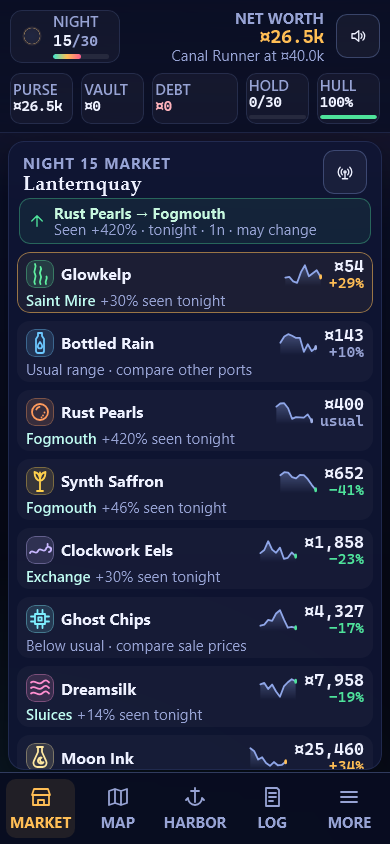 NIGHT
15/30
NET WORTH
¤26.5k
Canal Runner at ¤40.0k
PURSE
¤26.5k
VAULT
¤0
DEBT
¤0
HOLD
0/30
HULL
100%
NIGHT 15 MARKET
Lanternquay
Rust Pearls → Fogmouth
Seen +420% · tonight · 1n · may change
Glowkelp
¤54
+29%
Saint Mire +30% seen tonight
Bottled Rain
¤143
+10%
Usual range · compare other ports
Rust Pearls
¤400
usual
Fogmouth +420% seen tonight
Synth Saffron
¤652
−41%
Fogmouth +46% seen tonight
Clockwork Eels
¤1,858
−23%
Exchange +30% seen tonight
Ghost Chips
¤4,327
−17%
Below usual · compare sale prices
Dreamsilk
¤7,958
−19%
Sluices +14% seen tonight
Moon Ink
¤25,460
+34%
MARKET
MAP
HARBOR
LOG
MORE